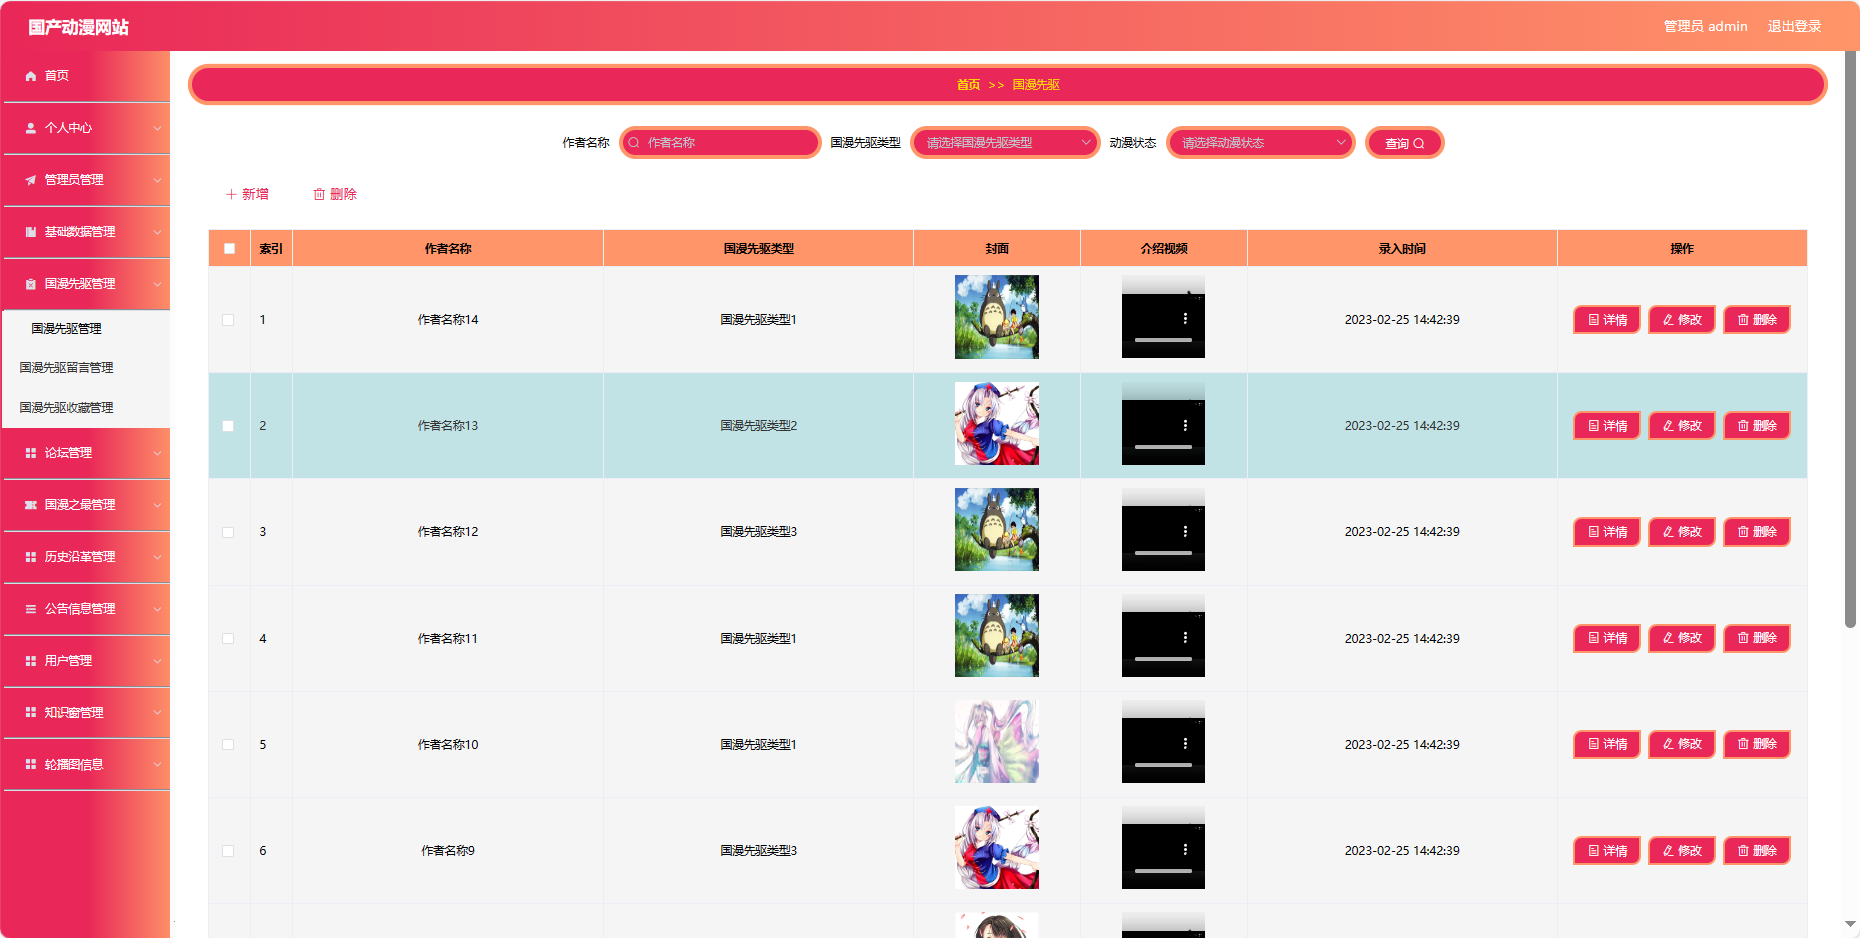 国产动漫网站
管理员 admin 退出登录
首页
个人中心
管理员管理
基础数据管理
国漫先驱管理
国漫先驱管理
国漫先驱留言管理
国漫先驱收藏管理
论坛管理
国漫之最管理
历史沿革管理
公告信息管理
用户管理
知识窗管理
轮播图信息
首页 >> 国漫先驱
作者名称 作者名称 国漫先驱类型 请选择国漫先驱类型 动漫状态 请选择动漫状态 查询
新增 删除
索引 作者名称 国漫先驱类型 封面 介绍视频 录入时间 操作
1 作者名称14 国漫先驱类型1 2023-02-25 14:42:39 详情 修改 删除
2 作者名称13 国漫先驱类型2 2023-02-25 14:42:39 详情 修改 删除
3 作者名称12 国漫先驱类型3 2023-02-25 14:42:39 详情 修改 删除
4 作者名称11 国漫先驱类型1 2023-02-25 14:42:39 详情 修改 删除
5 作者名称10 国漫先驱类型1 2023-02-25 14:42:39 详情 修改 删除
6 作者名称9 国漫先驱类型3 2023-02-25 14:42:39 详情 修改 删除